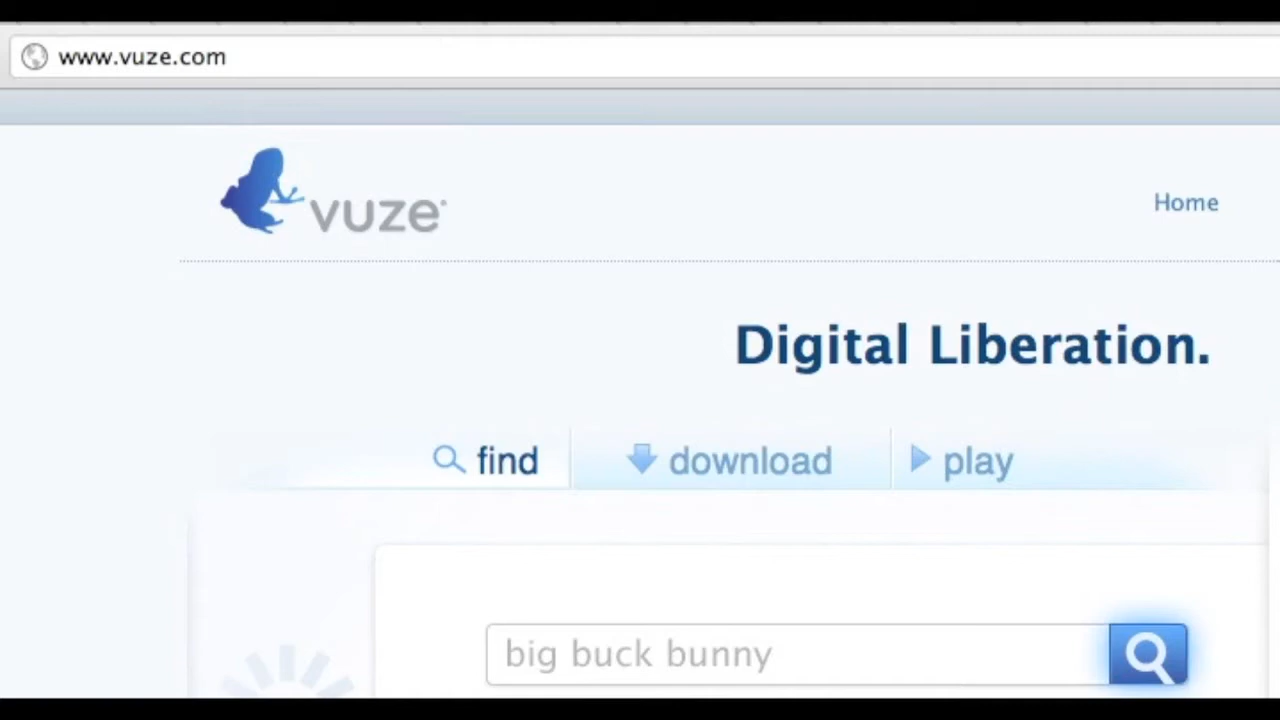 www.vuze.com
vuze
Home
Digital Liberation.
find download play
big buck bunny